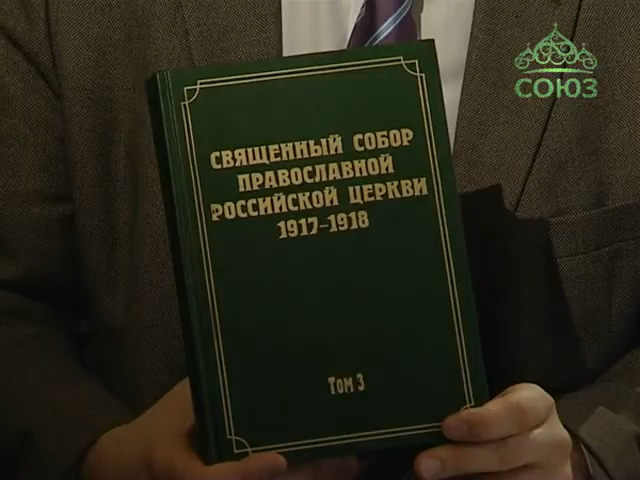 СОЮЗ
СВЯЩЕННЫЙ СОБОР
ПРАВОСЛАВНОЙ
РОССИЙСКОЙ ЦЕРКВИ
1917-1918
Том 3